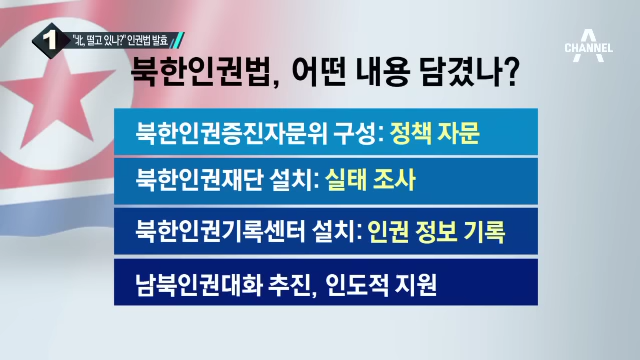 1 "北, 떨고 있나?" 인권법 발효
CHANNEL A
북한인권법, 어떤 내용 담겼나?
북한인권증진자문위 구성: 정책 자문
북한인권재단 설치: 실태 조사
북한인권기록센터 설치: 인권 정보 기록
남북인권대화 추진, 인도적 지원